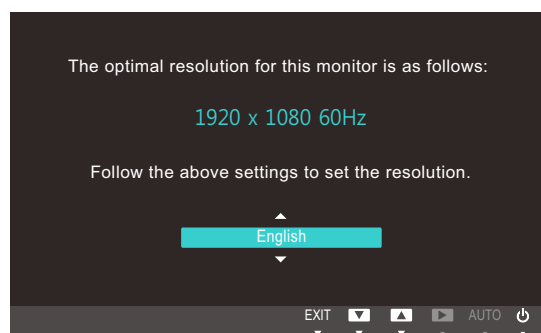 The optimal resolution for this monitor is as follows:
1920 x 1080 60Hz
Follow the above settings to set the resolution.
English
EXIT AUTO